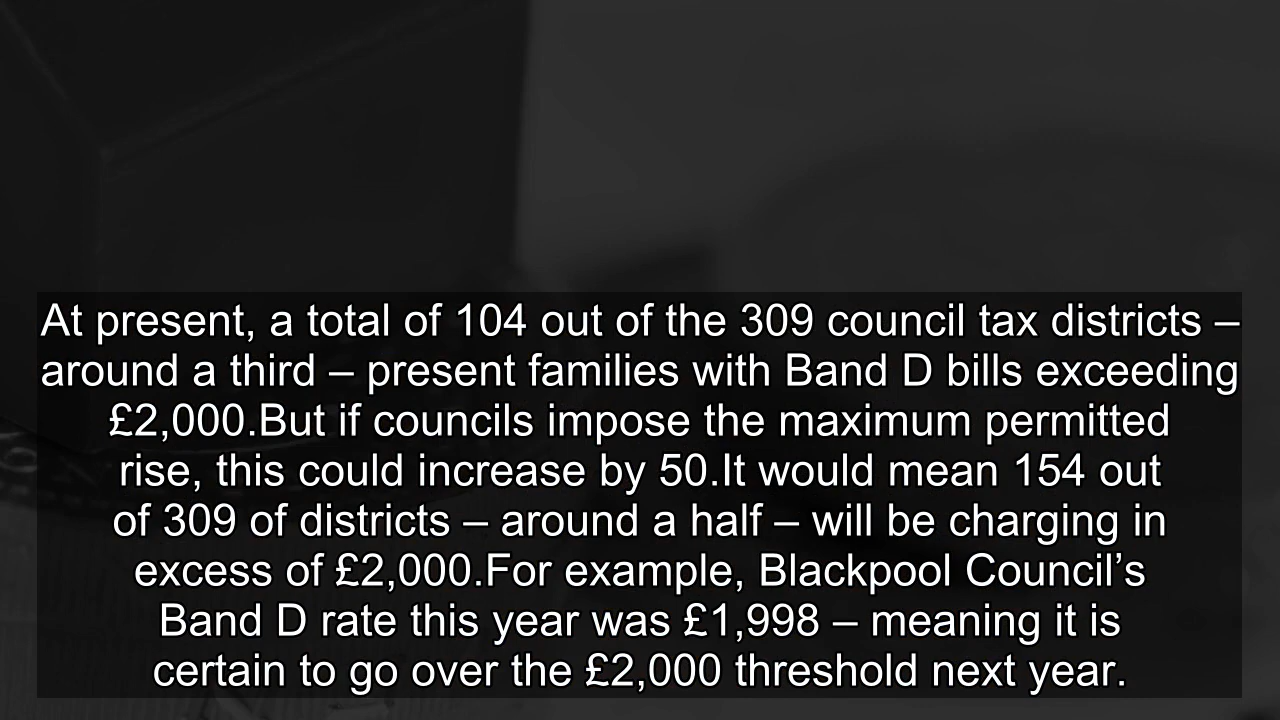 At present, a total of 104 out of the 309 council tax districts –
around a third – present families with Band D bills exceeding
£2,000.But if councils impose the maximum permitted
rise, this could increase by 50.It would mean 154 out
of 309 of districts – around a half – will be charging in
excess of £2,000.For example, Blackpool Council’s
Band D rate this year was £1,998 – meaning it is
certain to go over the £2,000 threshold next year.